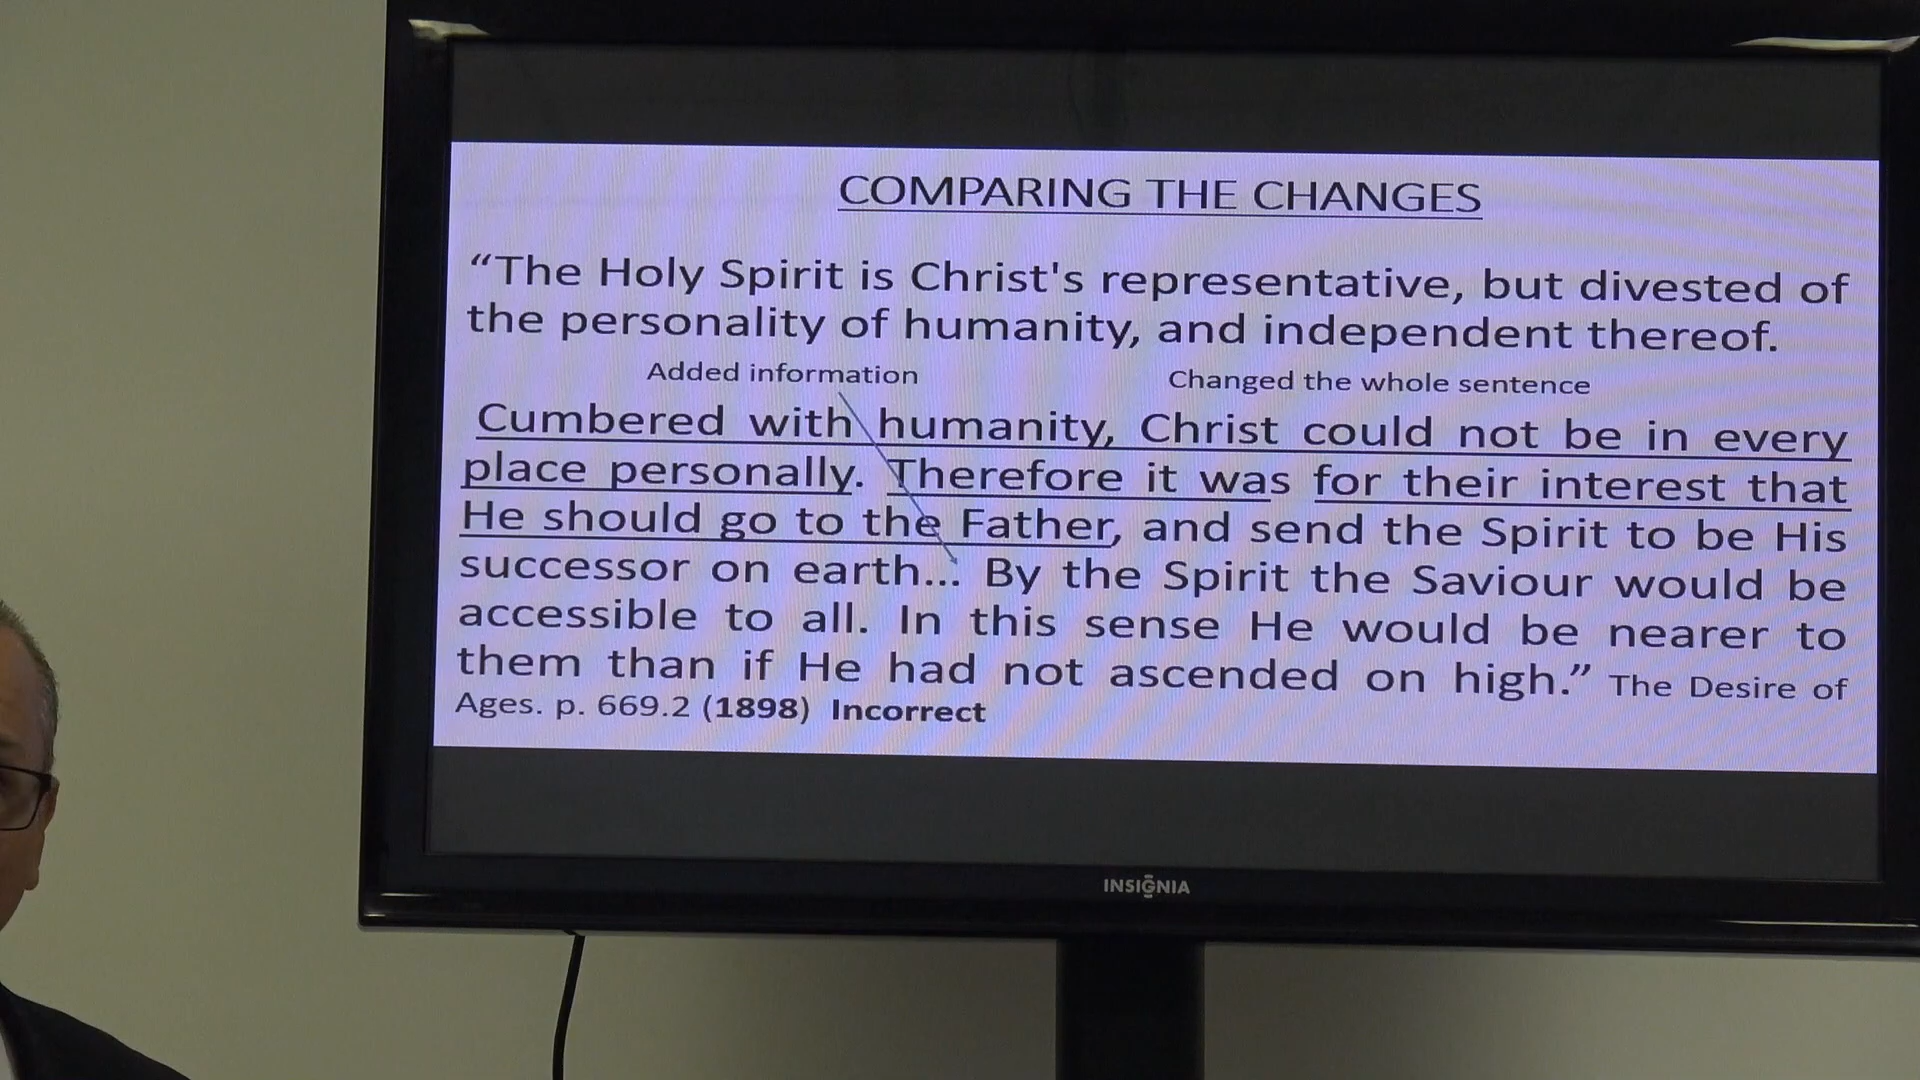 COMPARING THE CHANGES
“The Holy Spirit is Christ's representative, but divested of
the personality of humanity, and independent thereof.
Added information Changed the whole sentence
Cumbered with humanity, Christ could not be in every
place personally. Therefore it was for their interest that
He should go to the Father, and send the Spirit to be His
successor on earth... By the Spirit the Saviour would be
accessible to all. In this sense He would be nearer to
them than if He had not ascended on high.” The Desire of
Ages. p. 669.2 (1898) Incorrect
INSIGNIA